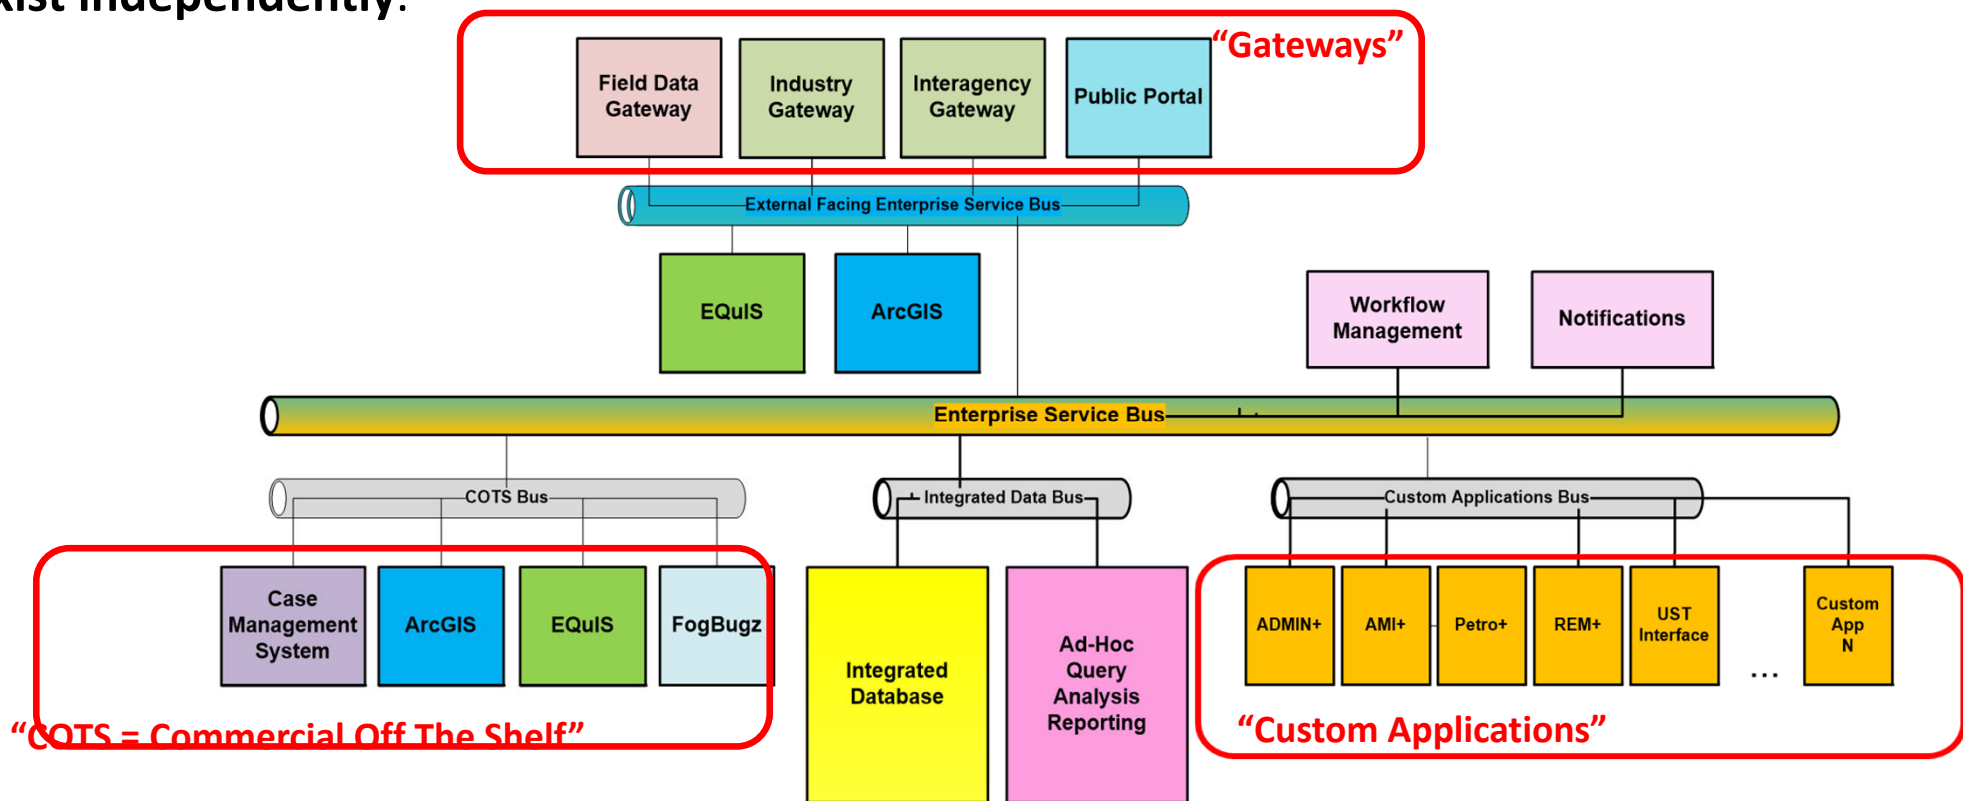 xist independently.
“Gateways”
Field Data
Gateway
Industry
Gateway
Interagency
Gateway
Public Portal
External Facing Enterprise Service Bus
EQuIS
ArcGIS
Workflow
Management
Notifications
Enterprise Service Bus
COTS Bus
Integrated Data Bus
Custom Applications Bus
Case
Management
System
ArcGIS
EQuIS
FogBugz
Integrated
Database
Ad-Hoc
Query
Analysis
Reporting
ADMIN+
AMI+
Petro+
REM+
UST
Interface
...
Custom
App
N
“COTS = Commercial Off The Shelf”
“Custom Applications”